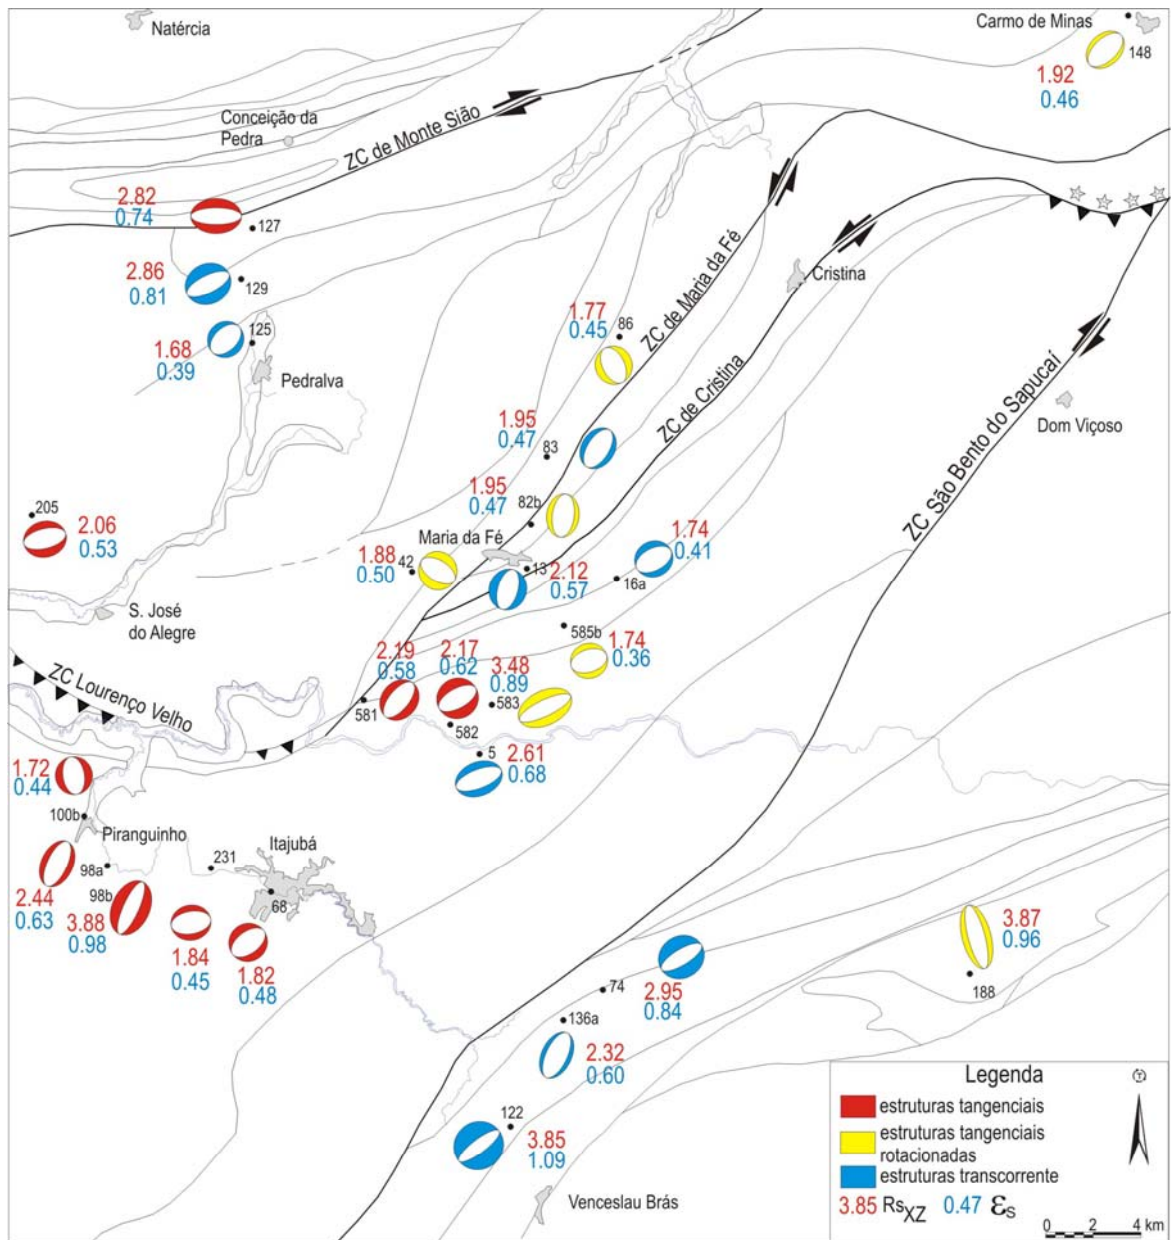 Natércia
Carmo de Minas
148
1.92
0.46
Conceição da
Pedra
ZC de Monte Sião
2.82
0.74
127
2.86
0.81
129
1.68
0.39
125
Pedralva
ZC de Maria da Fé
Cristina
1.77
0.45
86
ZC de Cristina
ZC São Bento do Sapucaí
Dom Viçoso
1.95
0.47
83
1.95
0.47
82b
205
2.06
0.53
Maria da Fé
1.88
0.50
42
13
2.12
0.57
1.74
0.41
16a
S. José
do Alegre
585b
1.74
0.36
2.19
0.58
2.17
0.62
3.48
0.89
581
582
583
ZC Lourenço Velho
5
2.61
0.68
1.72
0.44
100b
Piranguinho
Itajubá
231
98a
98b
68
2.44
0.63
3.88
0.98
1.84
0.45
1.82
0.48
3.87
0.96
188
74
2.95
0.84
136a
2.32
0.60
122
3.85
1.09
Venceslau Brás
Legenda
estruturas tangenciais
estruturas tangenciais
rotacionadas
estruturas transcorrente
3.85 RsXZ 0.47 εS
0 2 4 km